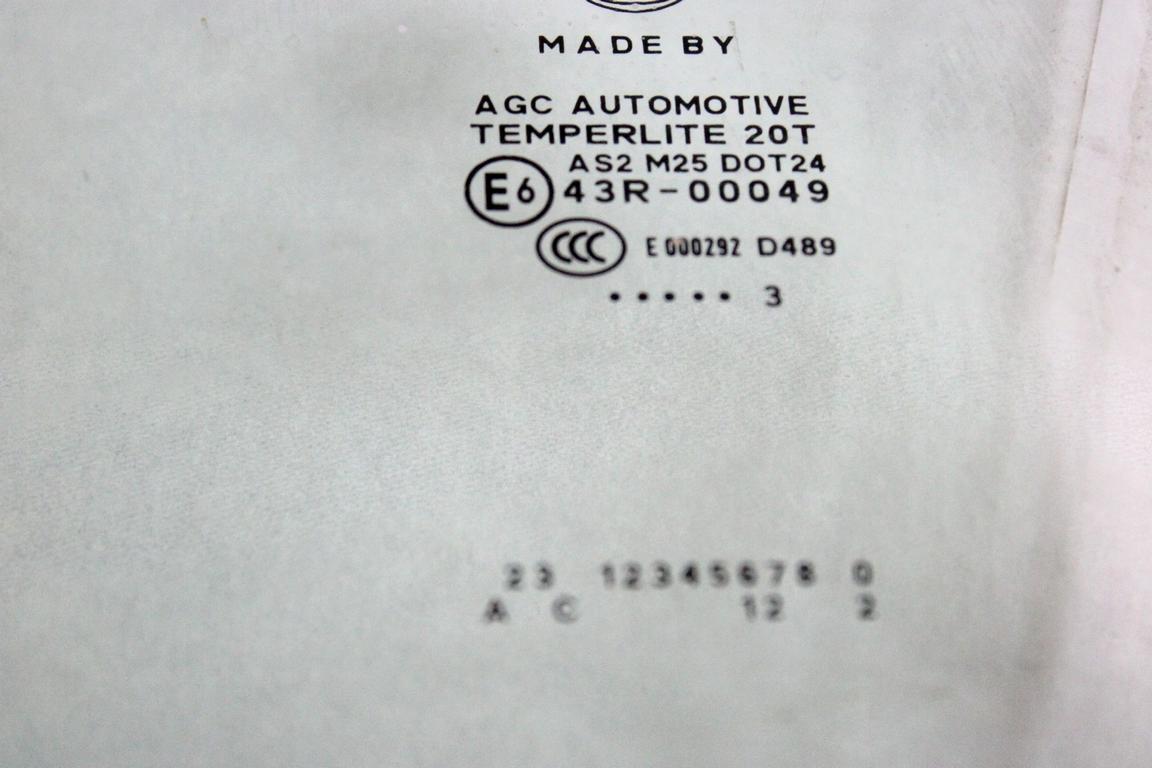 MADE BY
AGC AUTOMOTIVE
TEMPERLITE 20T
AS2 M25 DOT24
E6 43R-00049
CCC E000292 D489
• • • • • 3
23 12345678 0
A C 12 2